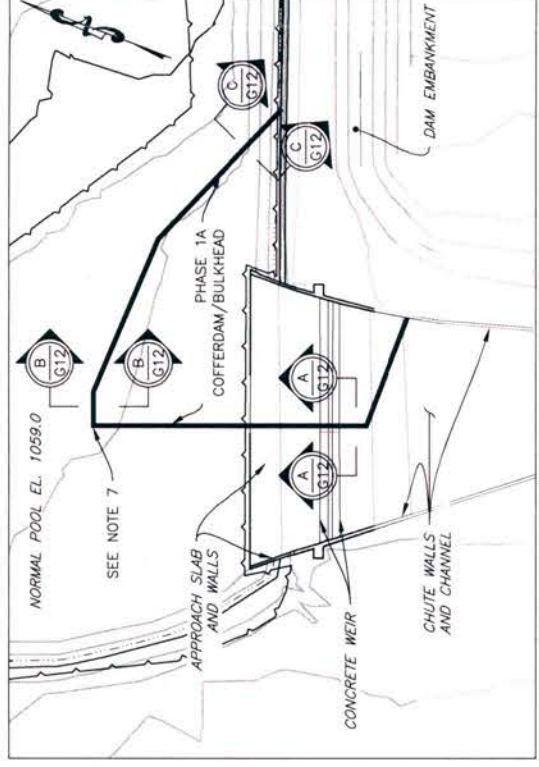 NORMAL POOL EL. 1059.0
B
G12
B
G12
SEE NOTE 7
PHASE 1A
COFFERDAM/BULKHEAD
C
G12
C
G12
APPROACH SLAB
AND WALLS
A
G12
A
G12
CONCRETE WEIR
CHUTE WALLS
AND CHANNEL
DAM EMBANKMENT